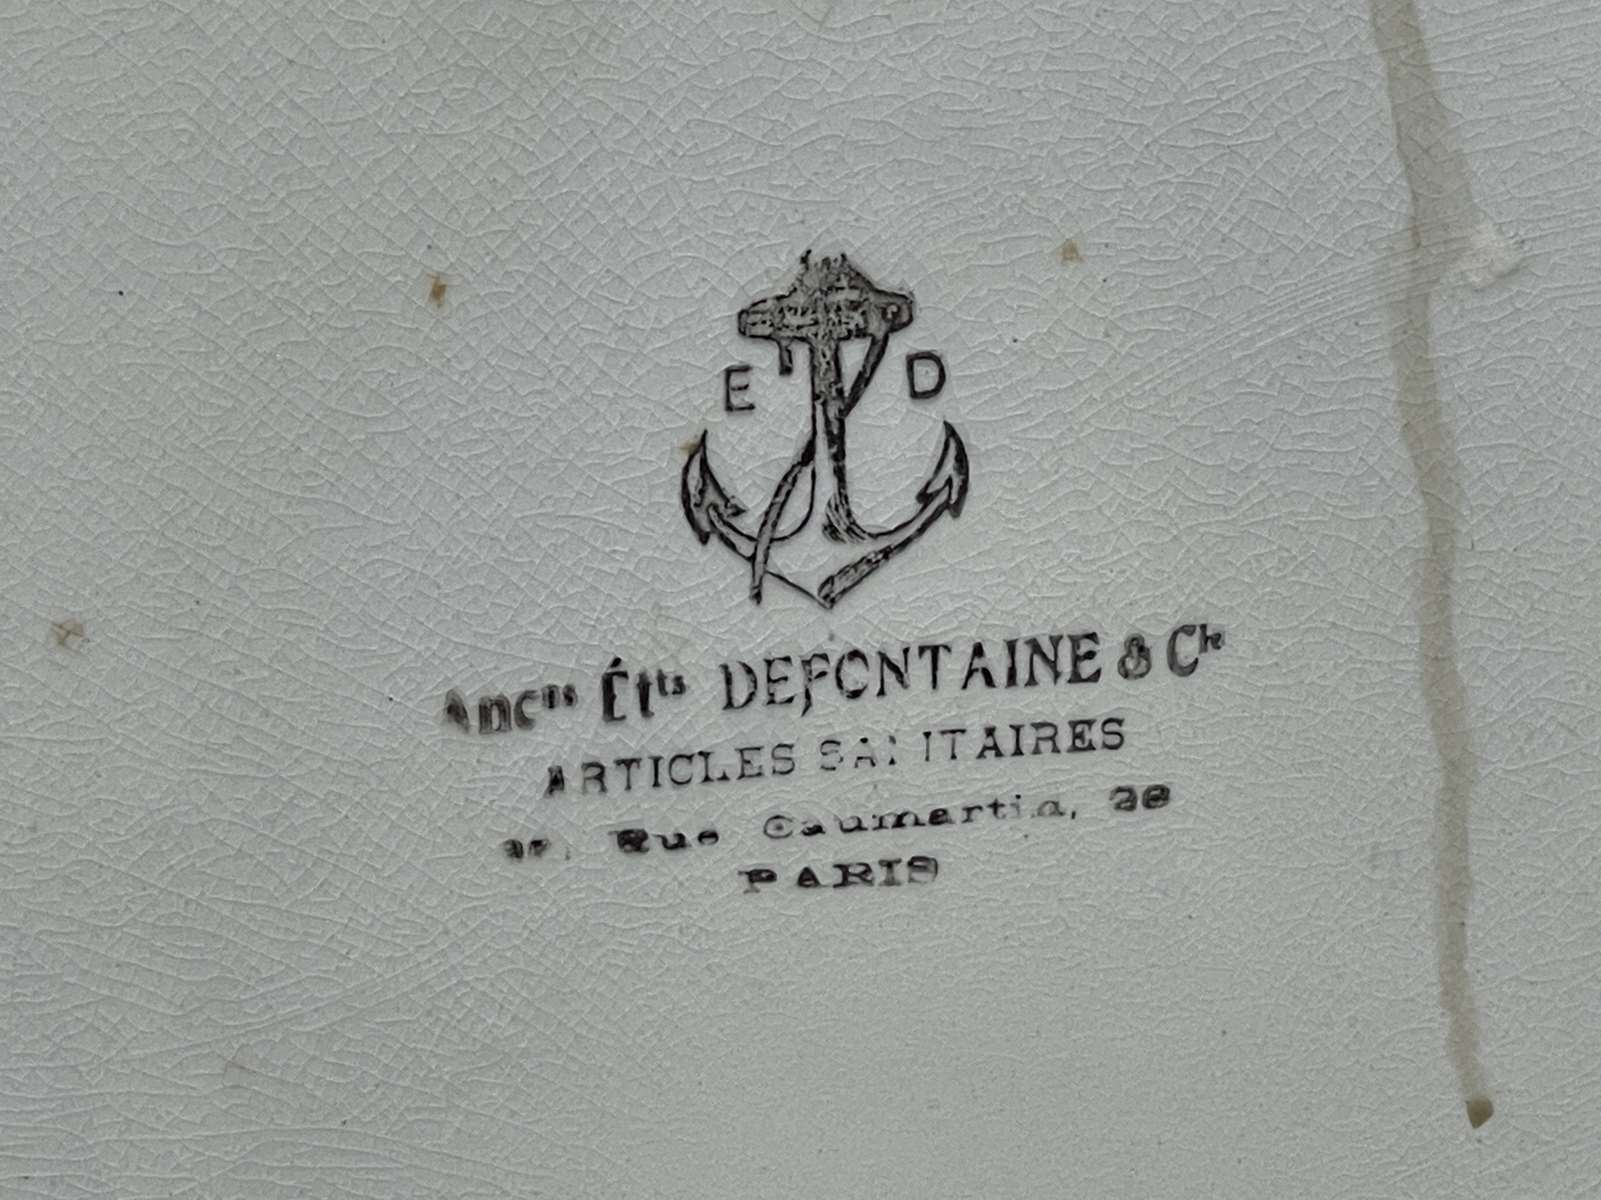 E D
Ancns Étts DEFONTAINE & Cie
ARTICLES SANITAIRES
Rue Caumartin, 28
PARIS